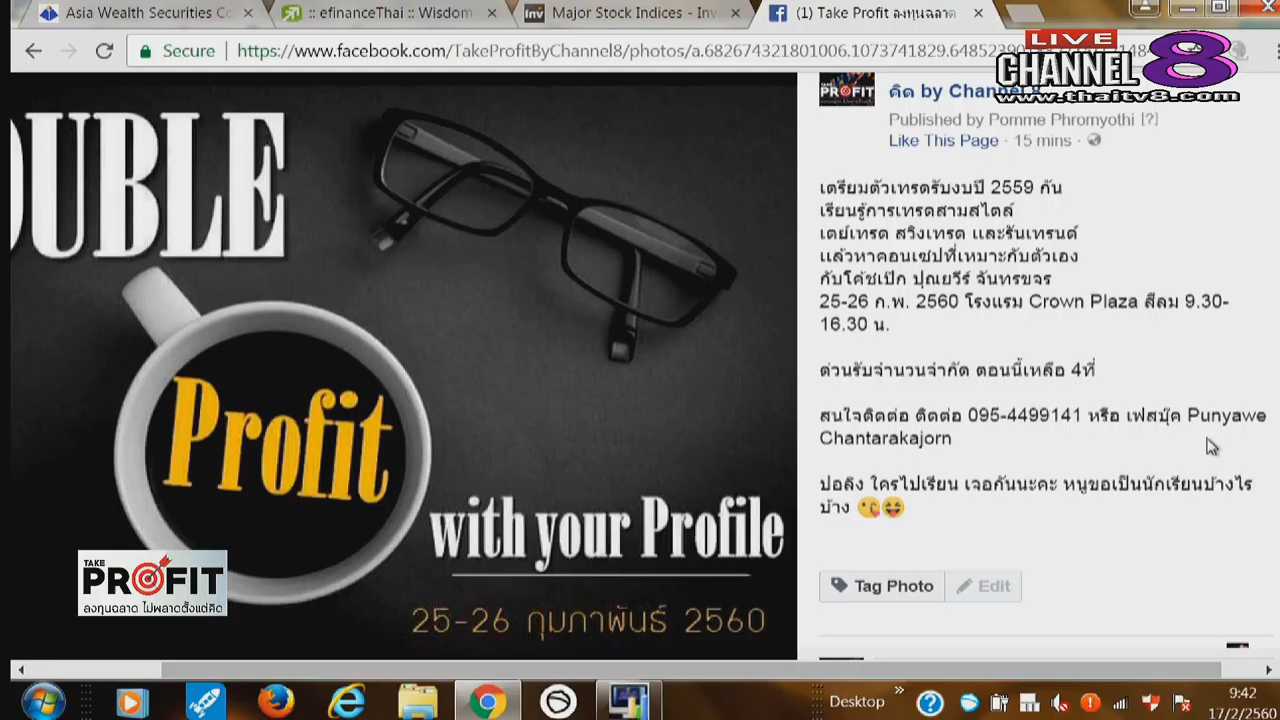 Asia Wealth Securities Co
:: efinanceThai :: Wisdom
Major Stock Indices - Inv
(1) Take Profit ลงทุนฉลาด
Secure
https://www.facebook.com/TakeProfitByChannel8/photos/a.682674321801006.1073741829.6485239
LIVE
CHANNEL 8
www.thaitv8.com
OUBLE
Profit
with your Profile
25-26 กุมภาพันธ์ 2560
TAKE
PROFIT
ลงทุนฉลาด ไม่พลาดตั้งแต่คิด
คิด by Channel 8
Published by Pomme Phromyothi [?]
Like This Page · 15 mins ·
เตรียมตัวเทรดรับงบปี 2559 กัน
เรียนรู้การเทรดสามสไตล์
เดย์เทรด สวิงเทรด และรันเทรนด์
แล้วหาคอนเซปที่เหมาะกับตัวเอง
กับโค้ชเป๊ก ปุณยวีร์ จันทรขจร
25-26 ก.พ. 2560 โรงแรม Crown Plaza สีลม 9.30-
16.30 น.
ด่วนรับจำนวนจำกัด ตอนนี้เหลือ 4ที่
สนใจติดต่อ ติดต่อ 095-4499141 หรือ เฟสบุ๊ค Punyawe
Chantarakajorn
ปอลิง ใครไปเรียน เจอกันนะคะ หนูขอเป็นนักเรียนบ้างไร
บ้าง 😘😝
Tag Photo
Edit
Desktop
9:42
17/2/2560